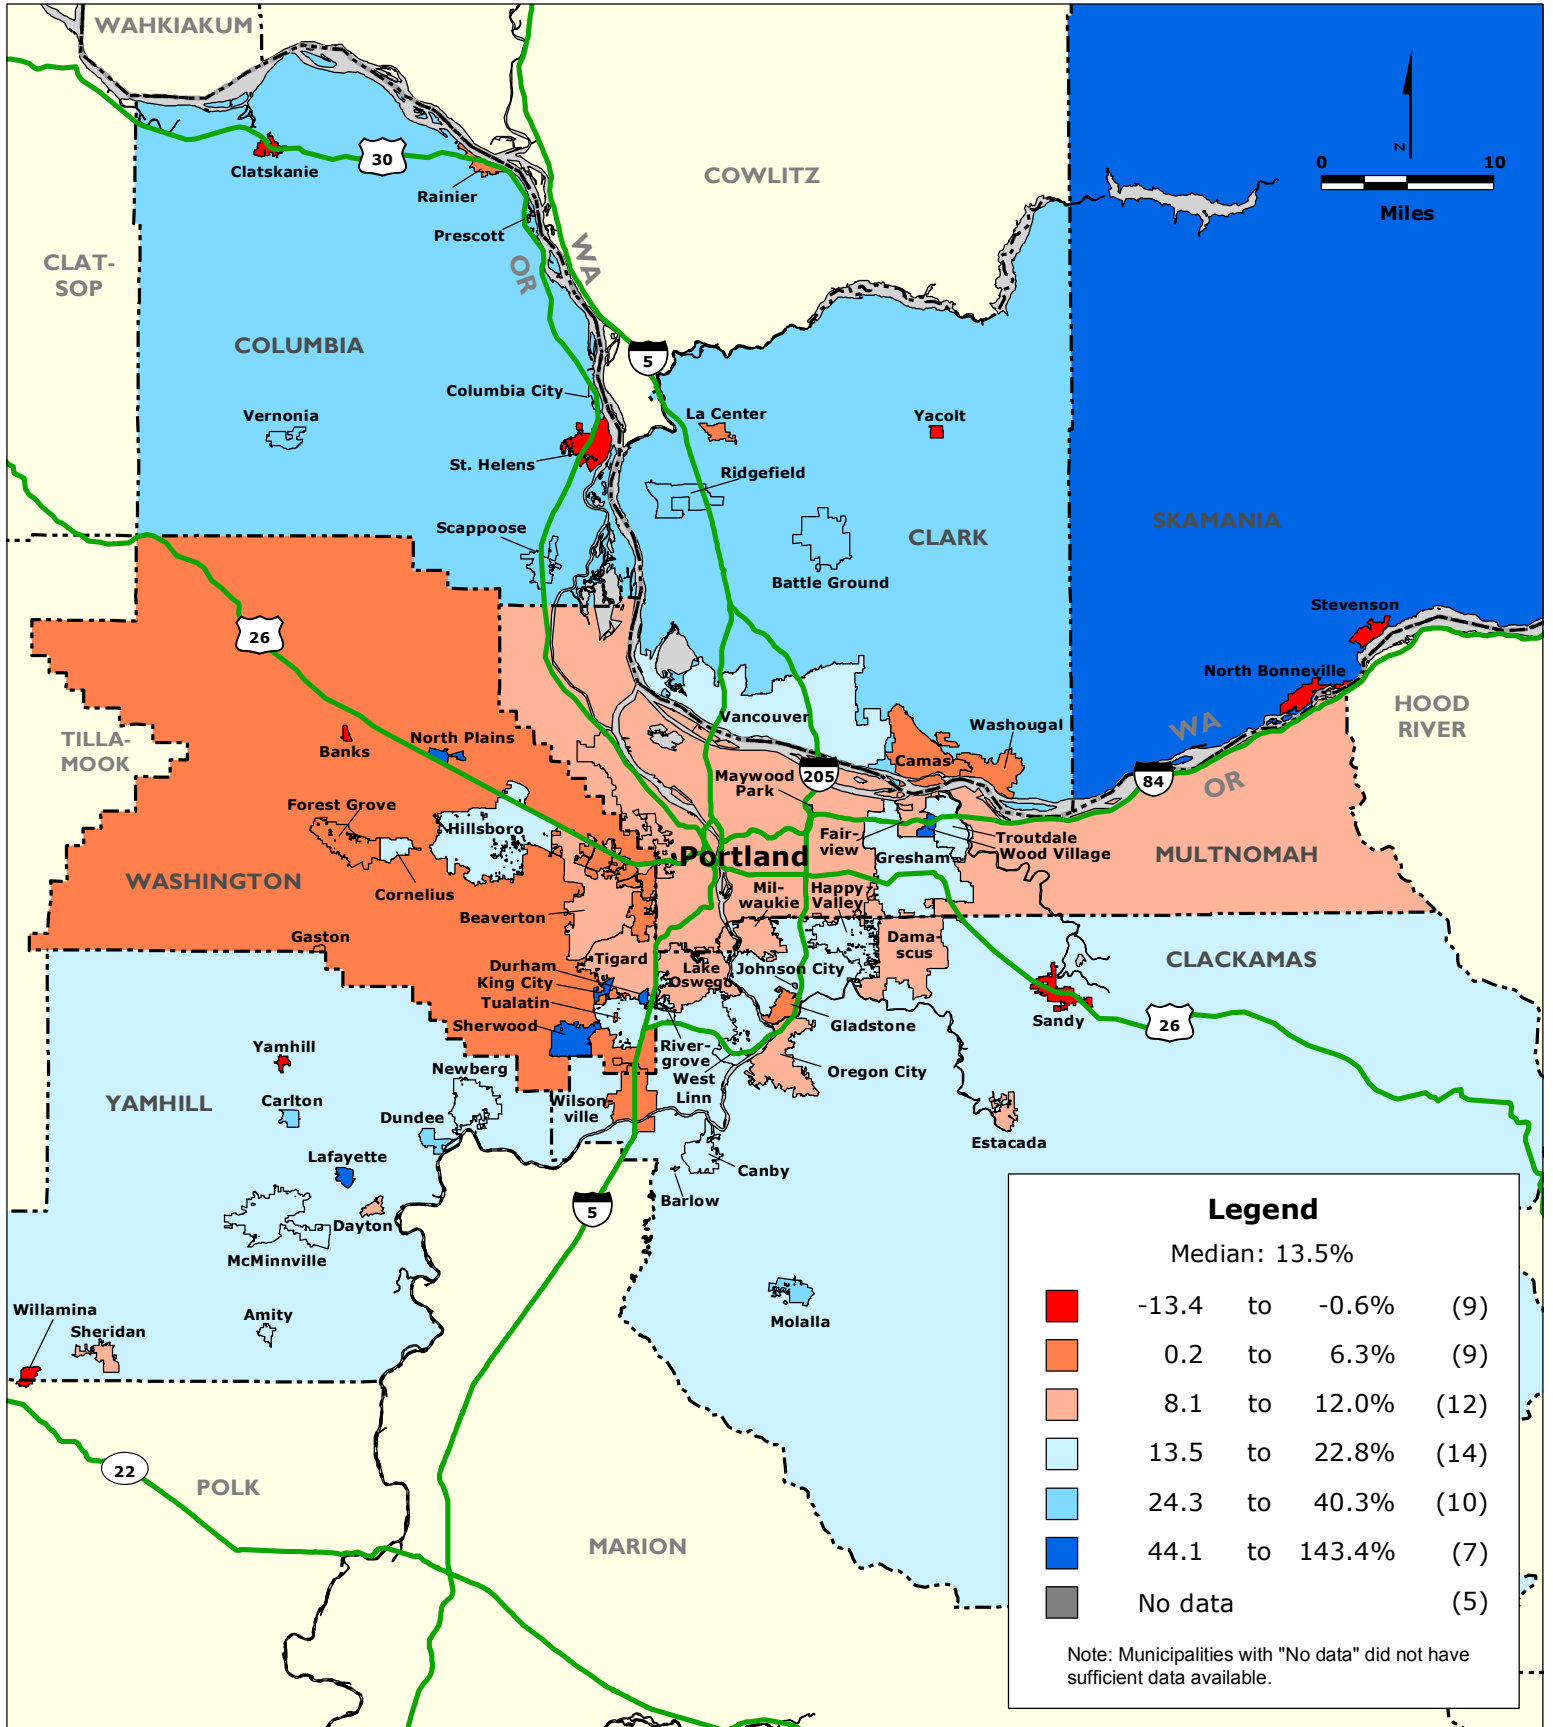 WAHKIAKUM
COWLITZ
CLAT-
SOP
COLUMBIA
CLARK
SKAMANIA
HOOD
RIVER
TILLA-
MOOK
WASHINGTON
MULTNOMAH
CLACKAMAS
YAMHILL
POLK
MARION
WA
OR
WA
OR
30
5
26
205
84
26
5
22
N
0 10
Miles
Clatskanie
Rainier
Prescott
Columbia City
Vernonia
St. Helens
Scappoose
La Center
Yacolt
Ridgefield
Battle Ground
Stevenson
North Bonneville
Vancouver
Washougal
Camas
Banks
North Plains
Maywood
Park
Forest Grove
Hillsboro
Fair-
view
Troutdale
Wood Village
Portland
Gresham
Cornelius
Beaverton
Mil-
waukie
Happy
Valley
Gaston
Tigard
Dama-
scus
Durham
King City
Lake
Oswego
Johnson City
Tualatin
Sherwood
Gladstone
Sandy
River-
grove
West
Linn
Oregon City
Yamhill
Newberg
Carlton
Dundee
Wilson-
ville
Estacada
Lafayette
Canby
Barlow
Dayton
McMinnville
Willamina
Sheridan
Amity
Molalla
Legend
Median: 13.5%
-13.4 to -0.6% (9)
0.2 to 6.3% (9)
8.1 to 12.0% (12)
13.5 to 22.8% (14)
24.3 to 40.3% (10)
44.1 to 143.4% (7)
No data (5)
Note: Municipalities with "No data" did not have
sufficient data available.